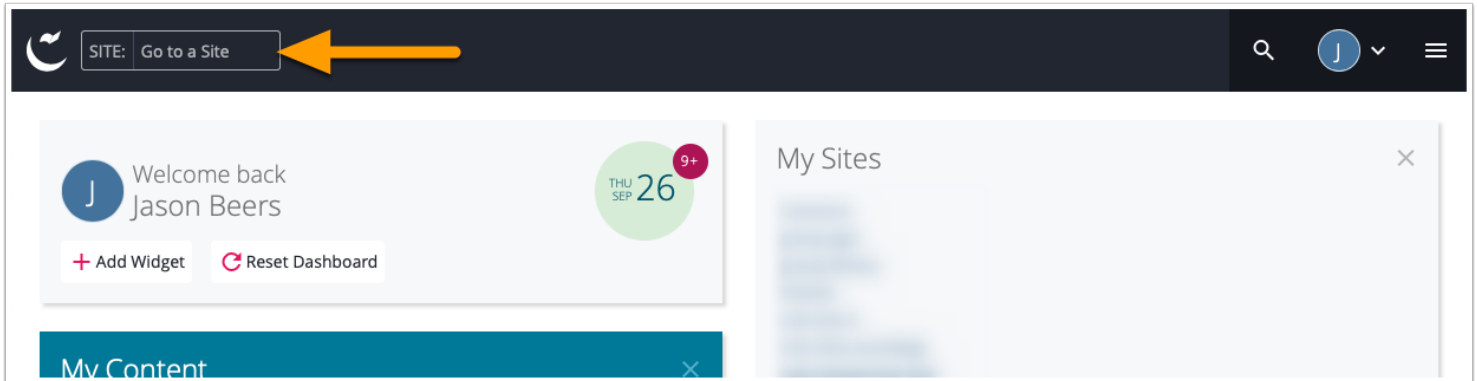 SITE: Go to a Site
J
Welcome back
J
Jason Beers
9+
THU
SEP
26
Add Widget
Reset Dashboard
My Sites
My Content